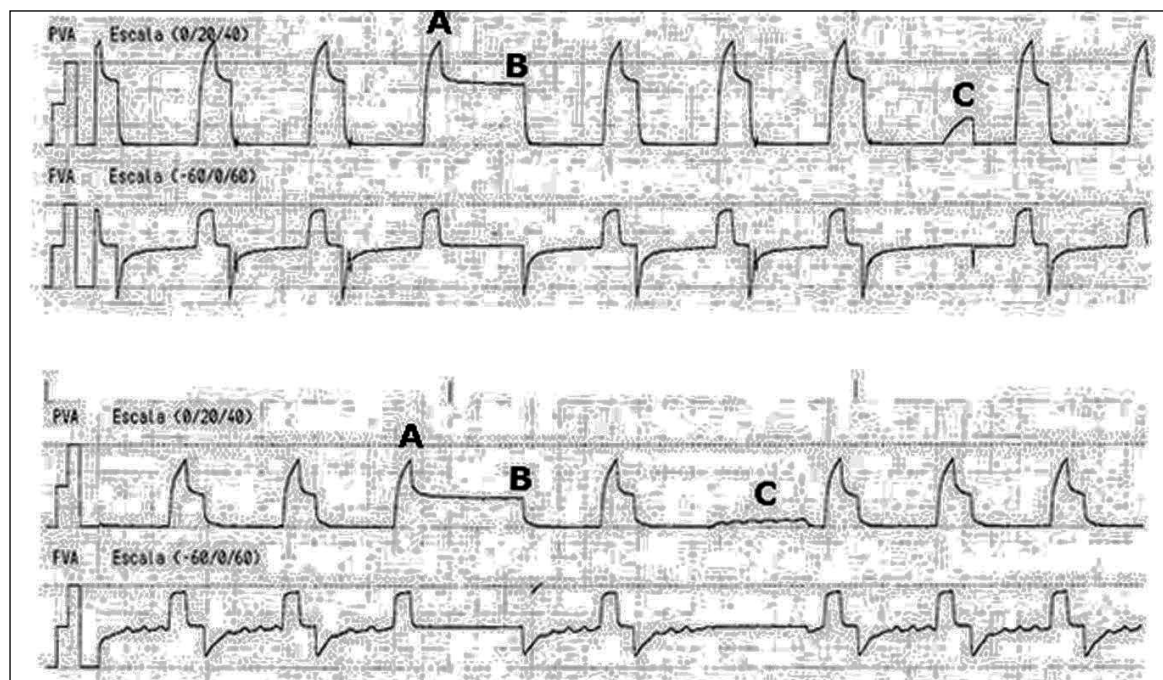 A
PVA Escala (0/20/40)
B
C
FVA Escala (-60/0/60)
PVA Escala (0/20/40)
A
B
C
FVA Escala (-60/0/60)